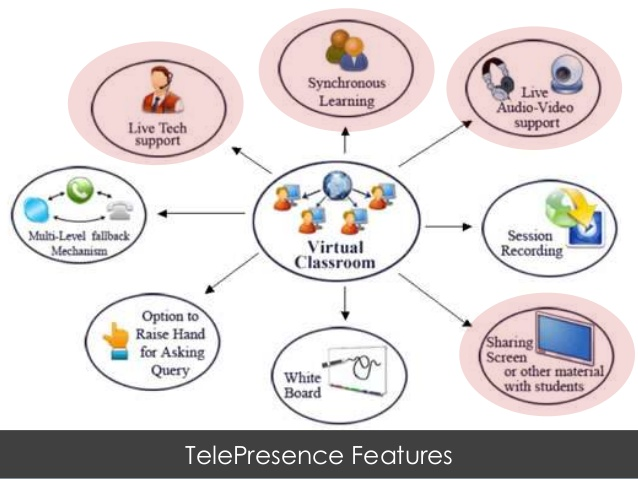 Synchronous
Learning
Live Tech
support
Live
Audio-Video
support
Multi-Level fallback
Mechanism
Virtual
Classroom
Session
Recording
Option to
Raise Hand
for Asking
Query
White
Board
Sharing
Screen
or other material
with students
TelePresence Features